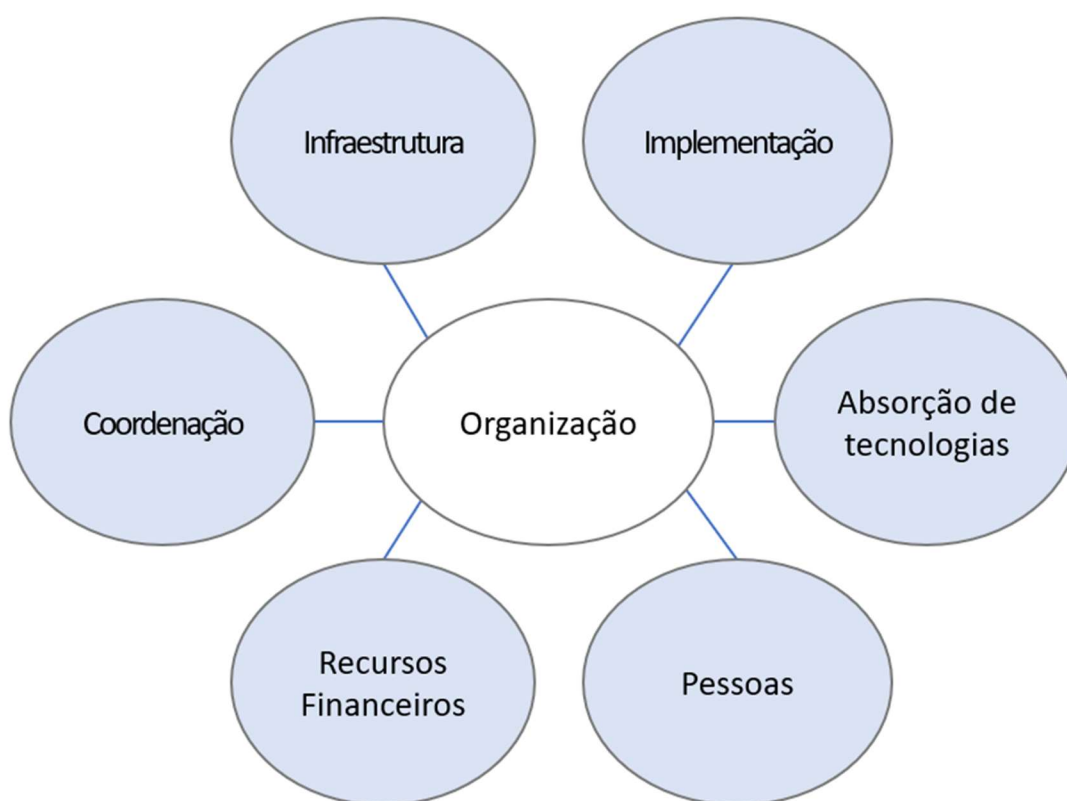 Infraestrutura
Implementação
Coordenação
Organização
Absorção de
tecnologias
Recursos
Financeiros
Pessoas